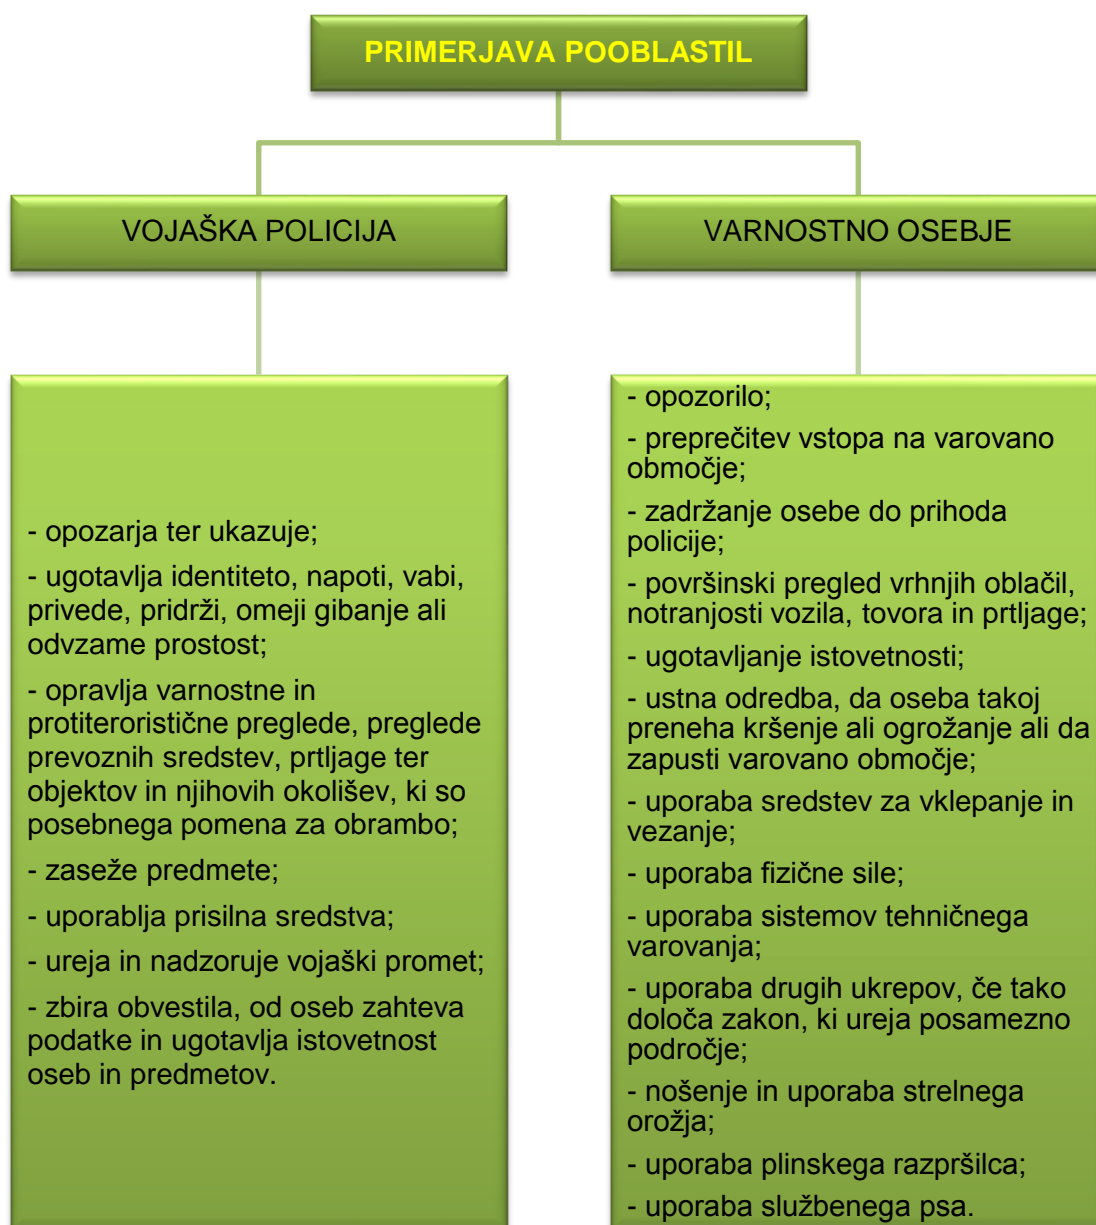 PRIMERJAVA POOBLASTIL
VOJAŠKA POLICIJA
- opozarja ter ukazuje;
- ugotavlja identiteto, napoti, vabi,
privede, pridrži, omeji gibanje ali
odvzame prostost;
- opravlja varnostne in
protiteroristične preglede, preglede
prevoznih sredstev, prtljage ter
objektov in njihovih okolišev, ki so
posebnega pomena za obrambo;
- zaseže predmete;
- uporablja prisilna sredstva;
- ureja in nadzoruje vojaški promet;
- zbira obvestila, od oseb zahteva
podatke in ugotavlja istovetnost
oseb in predmetov.
VARNOSTNO OSEBJE
- opozorilo;
- preprečitev vstopa na varovano
območje;
- zadržanje osebe do prihoda
policije;
- površinski pregled vrhnjih oblačil,
notranjosti vozila, tovora in prtljage;
- ugotavljanje istovetnosti;
- ustna odredba, da oseba takoj
preneha kršenje ali ogrožanje ali da
zapusti varovano območje;
- uporaba sredstev za vklepanje in
vezanje;
- uporaba fizične sile;
- uporaba sistemov tehničnega
varovanja;
- uporaba drugih ukrepov, če tako
določa zakon, ki ureja posamezno
področje;
- nošenje in uporaba strelnega
orožja;
- uporaba plinskega razpršilca;
- uporaba službenega psa.